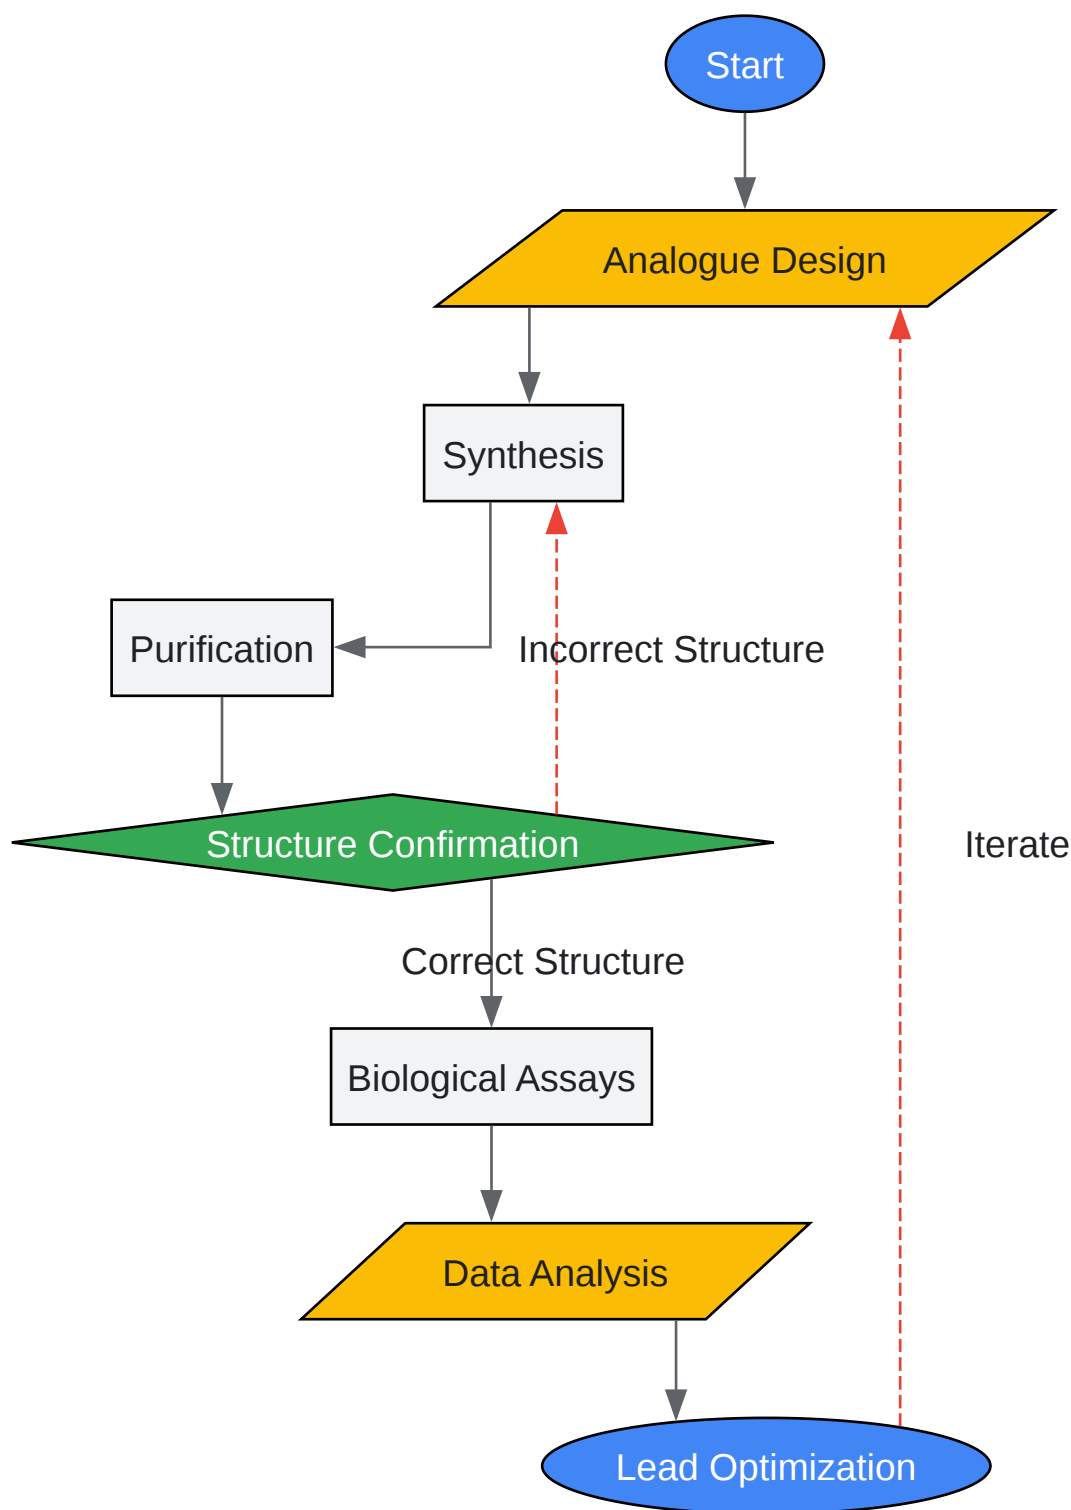 Start
Analogue Design
Synthesis
Purification
Incorrect Structure
Structure Confirmation
Iterate
Correct Structure
Biological Assays
Data Analysis
Lead Optimization